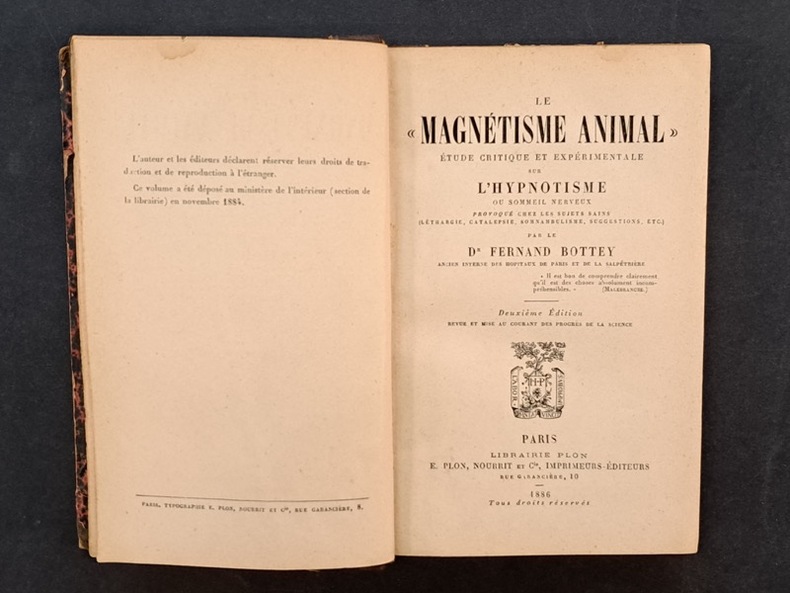 L'auteur et les éditeurs déclarent réserver leurs droits de tra-
duction et de reproduction à l'étranger.
Ce volume a été déposé au ministère de l'intérieur (section de
la librairie) en novembre 1884.
PARIS. TYPOGRAPHIE E. PLON, NOURRIT ET Cie, RUE GARANCIÈRE, 8.
LE
« MAGNÉTISME ANIMAL »
ÉTUDE CRITIQUE ET EXPÉRIMENTALE
SUR
L'HYPNOTISME
OU SOMMEIL NERVEUX
PROVOQUÉ CHEZ LES SUJETS SAINS
(LÉTHARGIE, CATALEPSIE, SOMNAMBULISME, SUGGESTIONS, ETC.)
PAR LE
Dr FERNAND BOTTEY
ANCIEN INTERNE DES HOPITAUX DE PARIS ET DE LA SALPÊTRIÈRE
« Il est bon de comprendre clairement
qu'il est des choses absolument incom-
préhensibles. » (MALEBRANCHE.)
Deuxième Édition
REVUE ET MISE AU COURANT DES PROGRÈS DE LA SCIENCE
LABOR OMNIA VINCIT IMPROBUS
H·P
PARIS
LIBRAIRIE PLON
E. PLON, NOURRIT ET Cie, IMPRIMEURS-ÉDITEURS
RUE GARANCIÈRE, 10
1886
Tous droits réservés